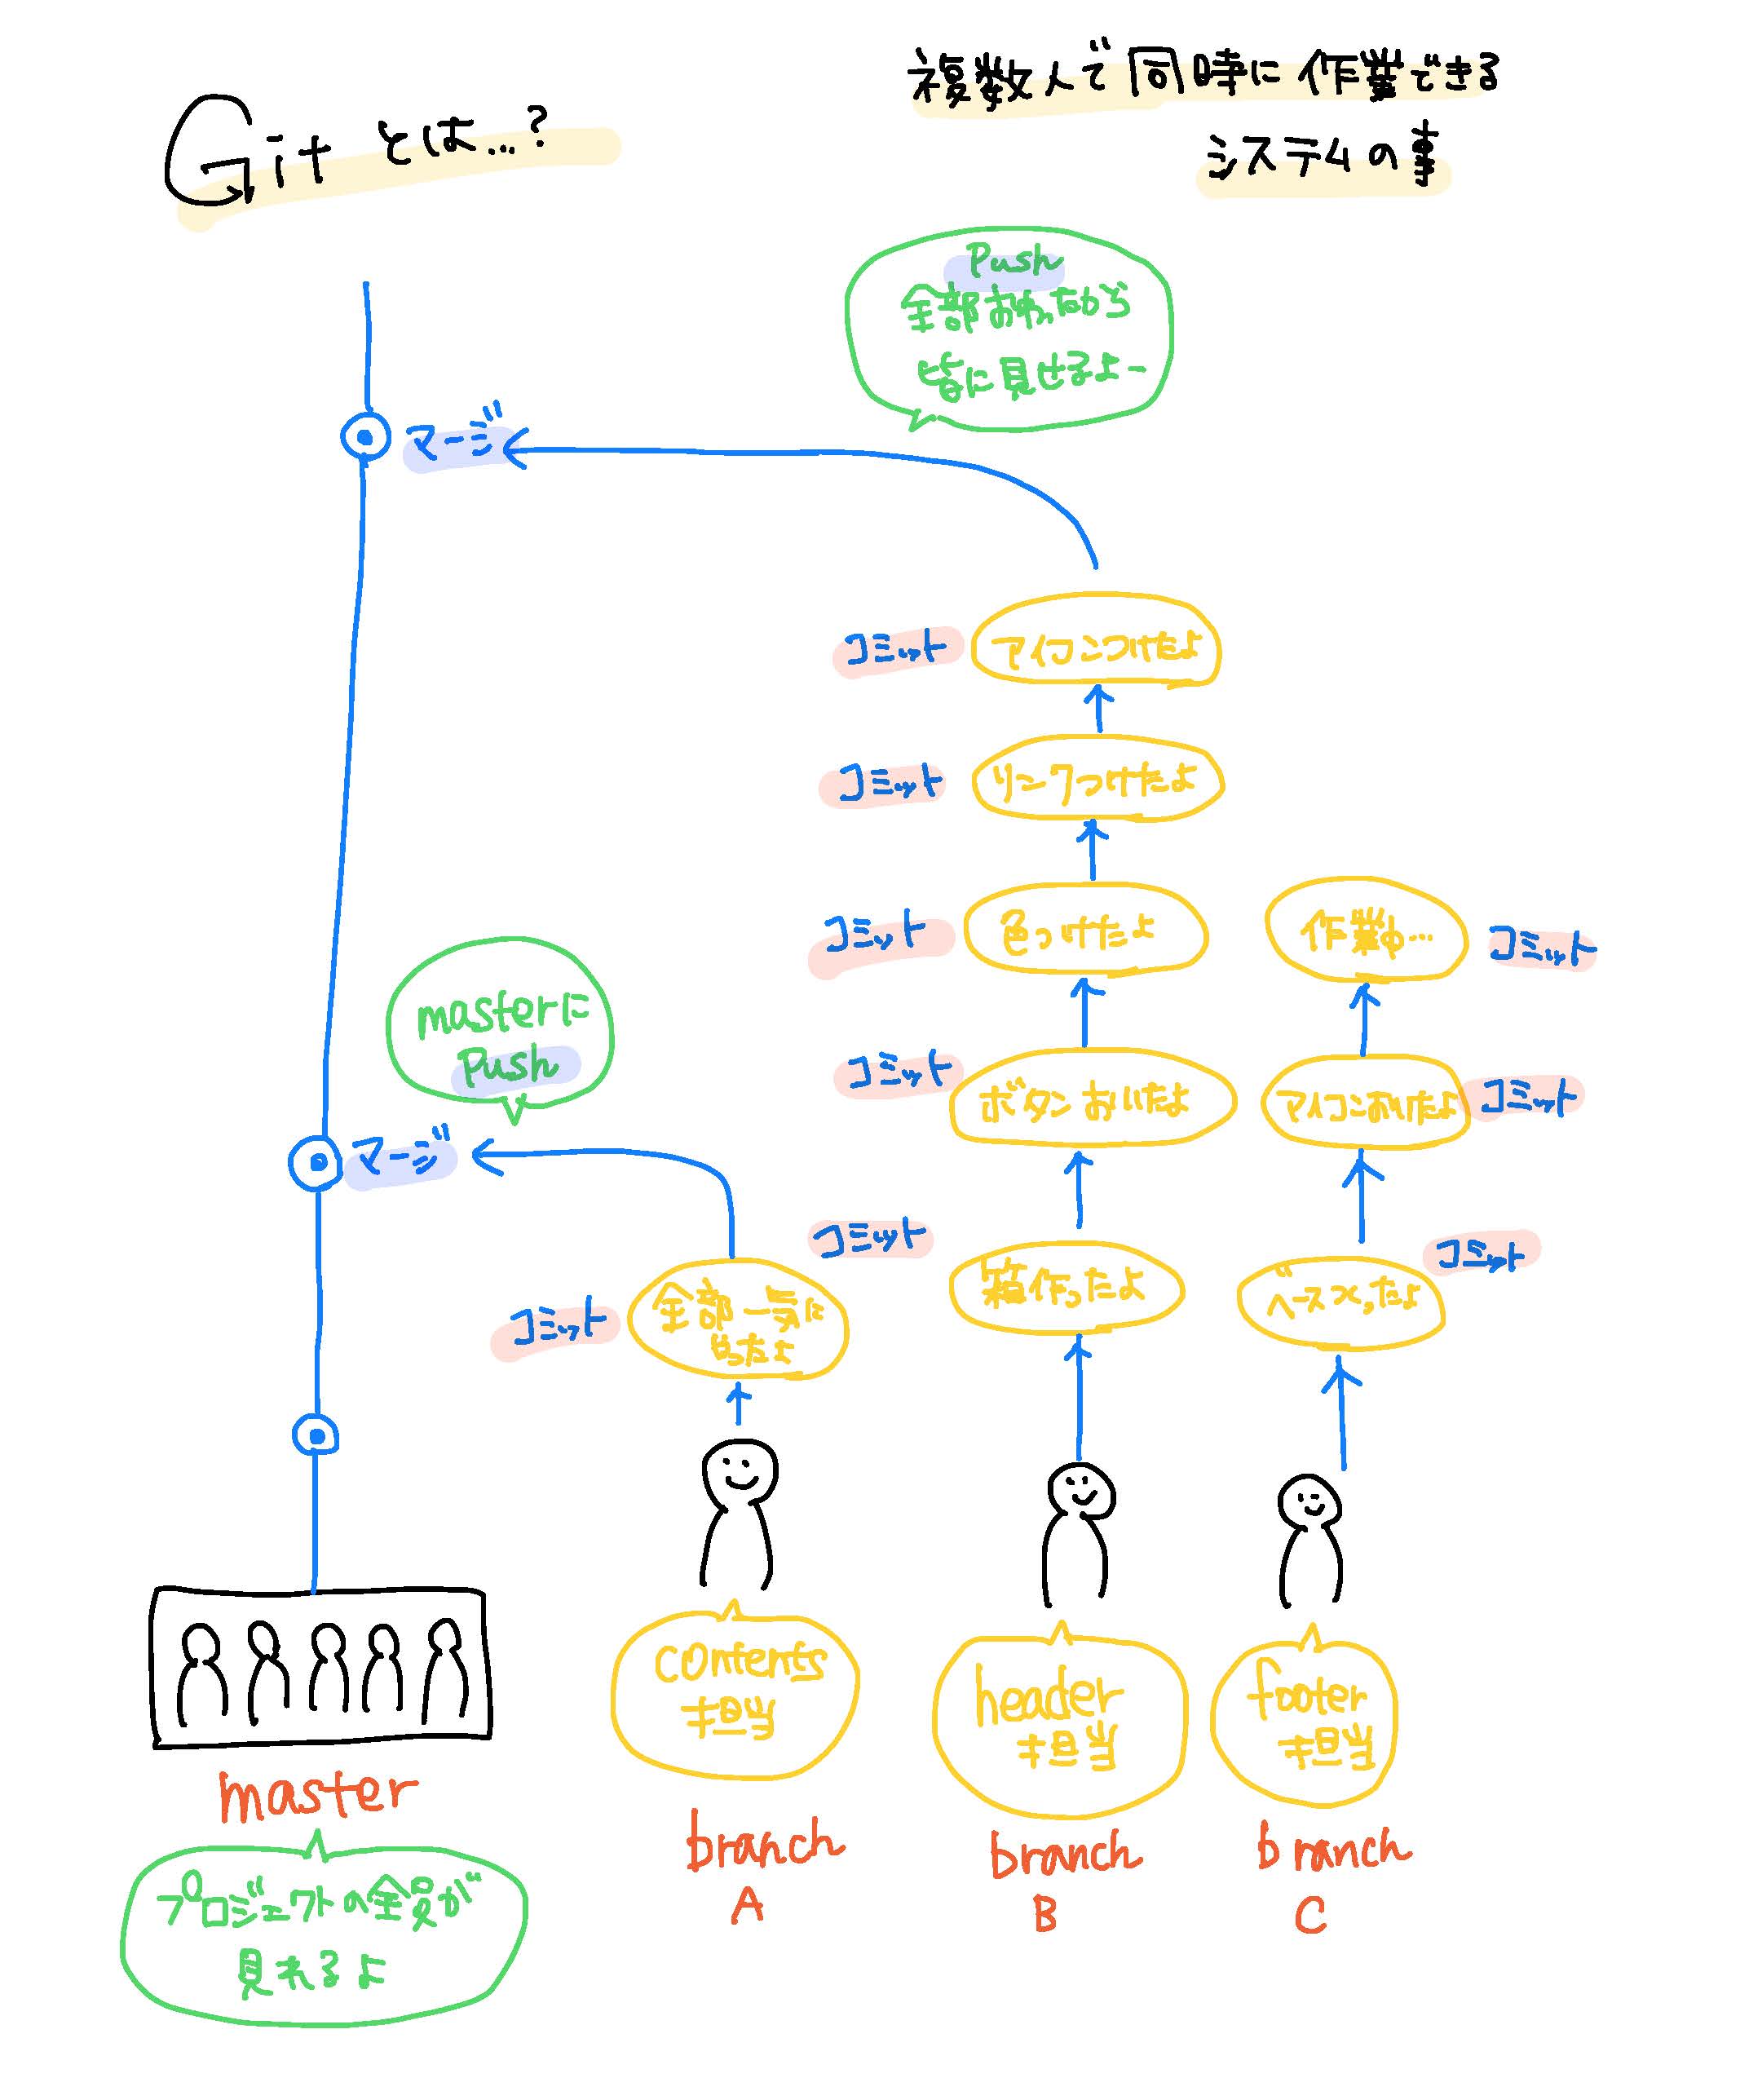 Gitとは...?
複数人で同時に作業できる
システムの事
Push
全部おわったから
皆に見せるよー
マージ
コミット
アイコンつけたよ
コミット
リンクつけたよ
コミット
色つけたよ
作業中...
コミット
masterに
Push
コミット
ボタンおいたよ
アイコンおいたよ
コミット
マージ
コミット
箱作ったよ
ベースつくったよ
コミット
コミット
全部一気に
やったよ
contents
担当
header
担当
footer
担当
master
branch
A
branch
B
branch
C
プロジェクトの全員が
見れるよ